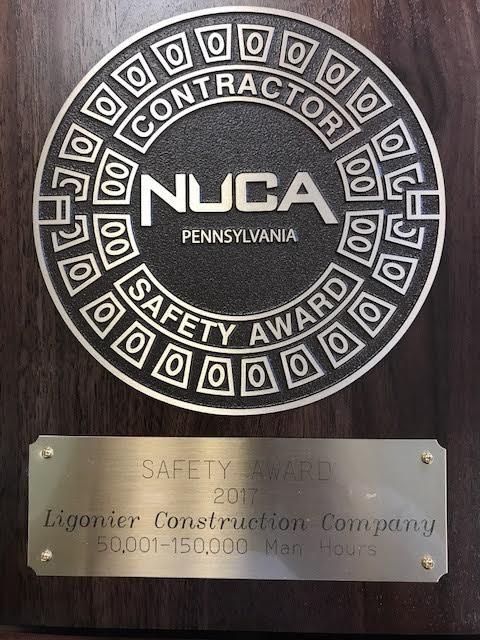 CONTRACTOR
NUCA
PENNSYLVANIA
SAFETY AWARD
SAFETY AWARD
2017
Ligonier Construction Company
50,001-150,000 Man Hours